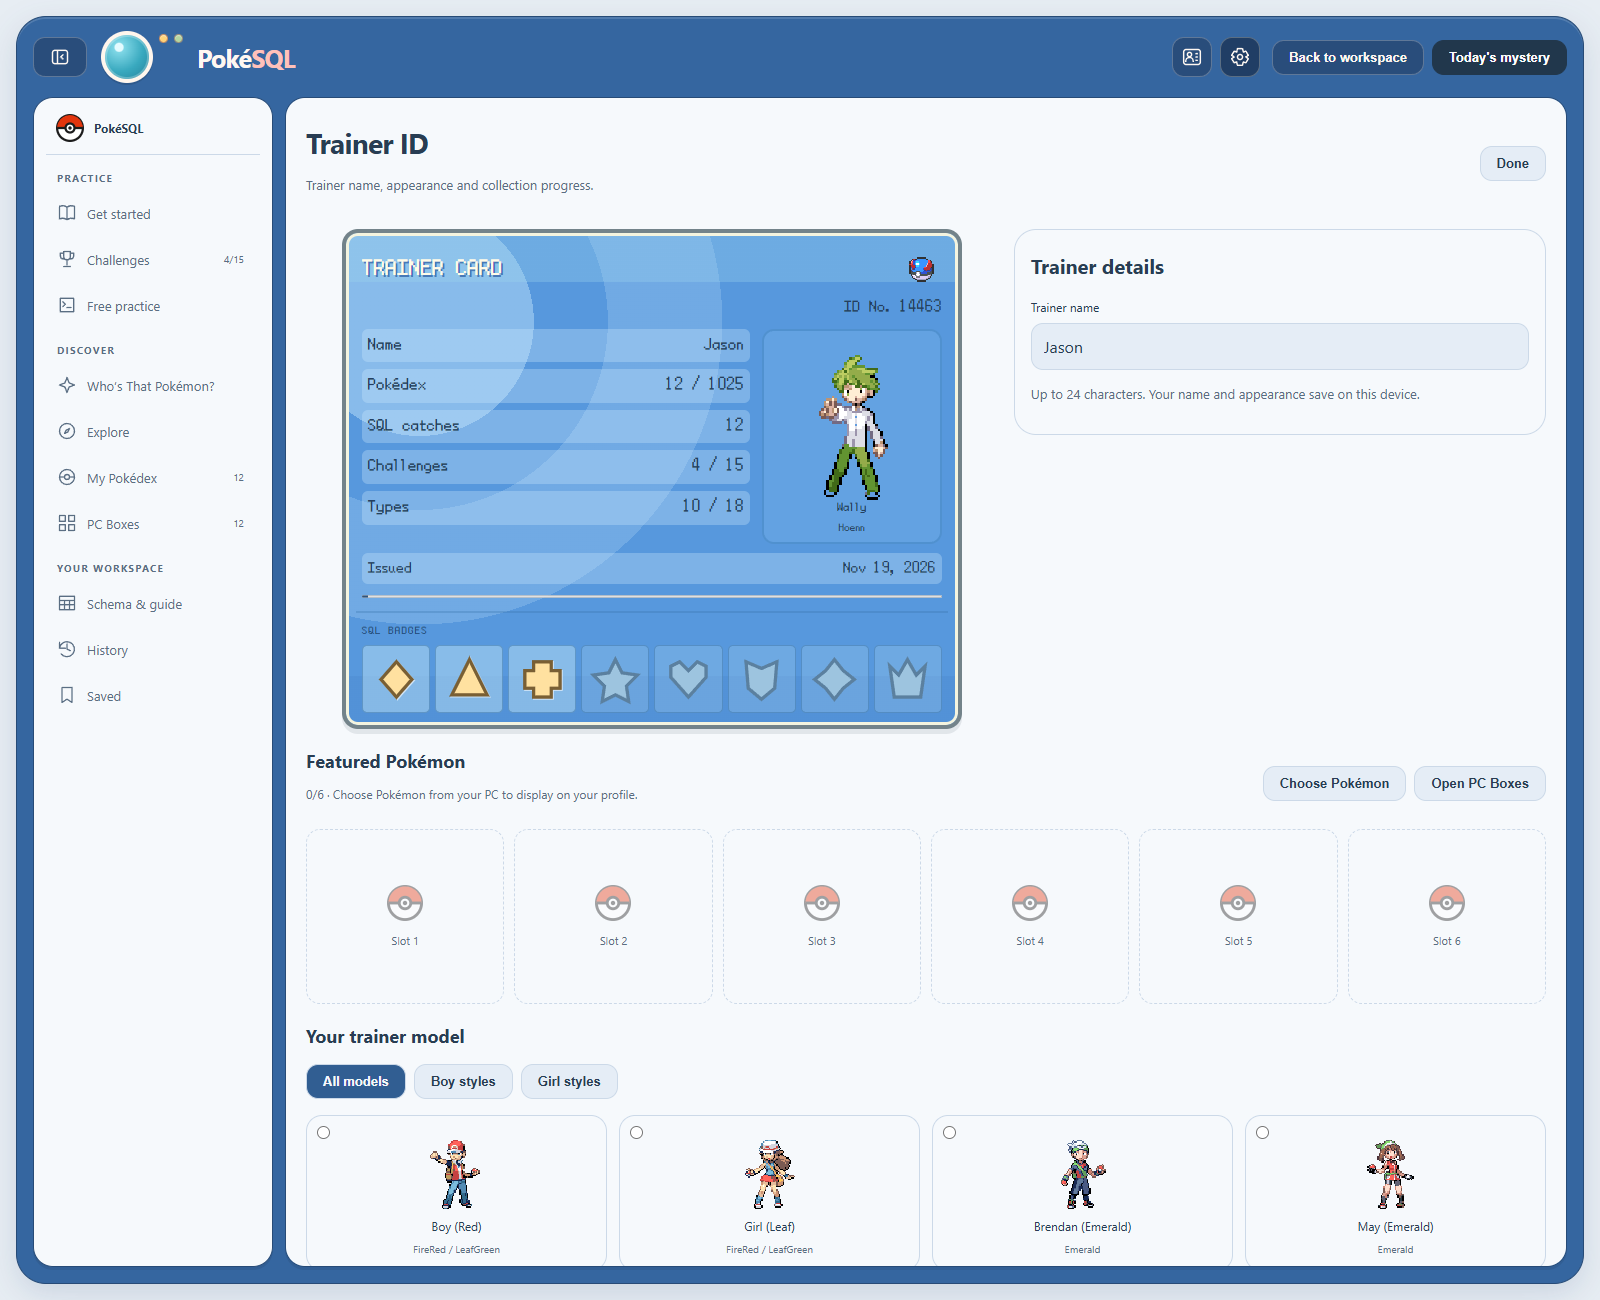 PokéSQL
Back to workspace
Today's mystery
PokéSQL
PRACTICE
Get started
Challenges 4/15
Free practice
DISCOVER
Who's That Pokémon?
Explore
My Pokédex 12
PC Boxes 12
YOUR WORKSPACE
Schema & guide
History
Saved
Trainer ID
Trainer name, appearance and collection progress.
Done
TRAINER CARD
ID No. 14463
Name Jason
Pokédex 12 / 1025
SQL catches 12
Challenges 4 / 15
Types 10 / 18
Wally
Hoenn
Issued Nov 19, 2026
SQL BADGES
Trainer details
Trainer name
Jason
Up to 24 characters. Your name and appearance save on this device.
Featured Pokémon
0/6 · Choose Pokémon from your PC to display on your profile.
Choose Pokémon
Open PC Boxes
Slot 1
Slot 2
Slot 3
Slot 4
Slot 5
Slot 6
Your trainer model
All models
Boy styles
Girl styles
Boy (Red)
FireRed / LeafGreen
Girl (Leaf)
FireRed / LeafGreen
Brendan (Emerald)
Emerald
May (Emerald)
Emerald